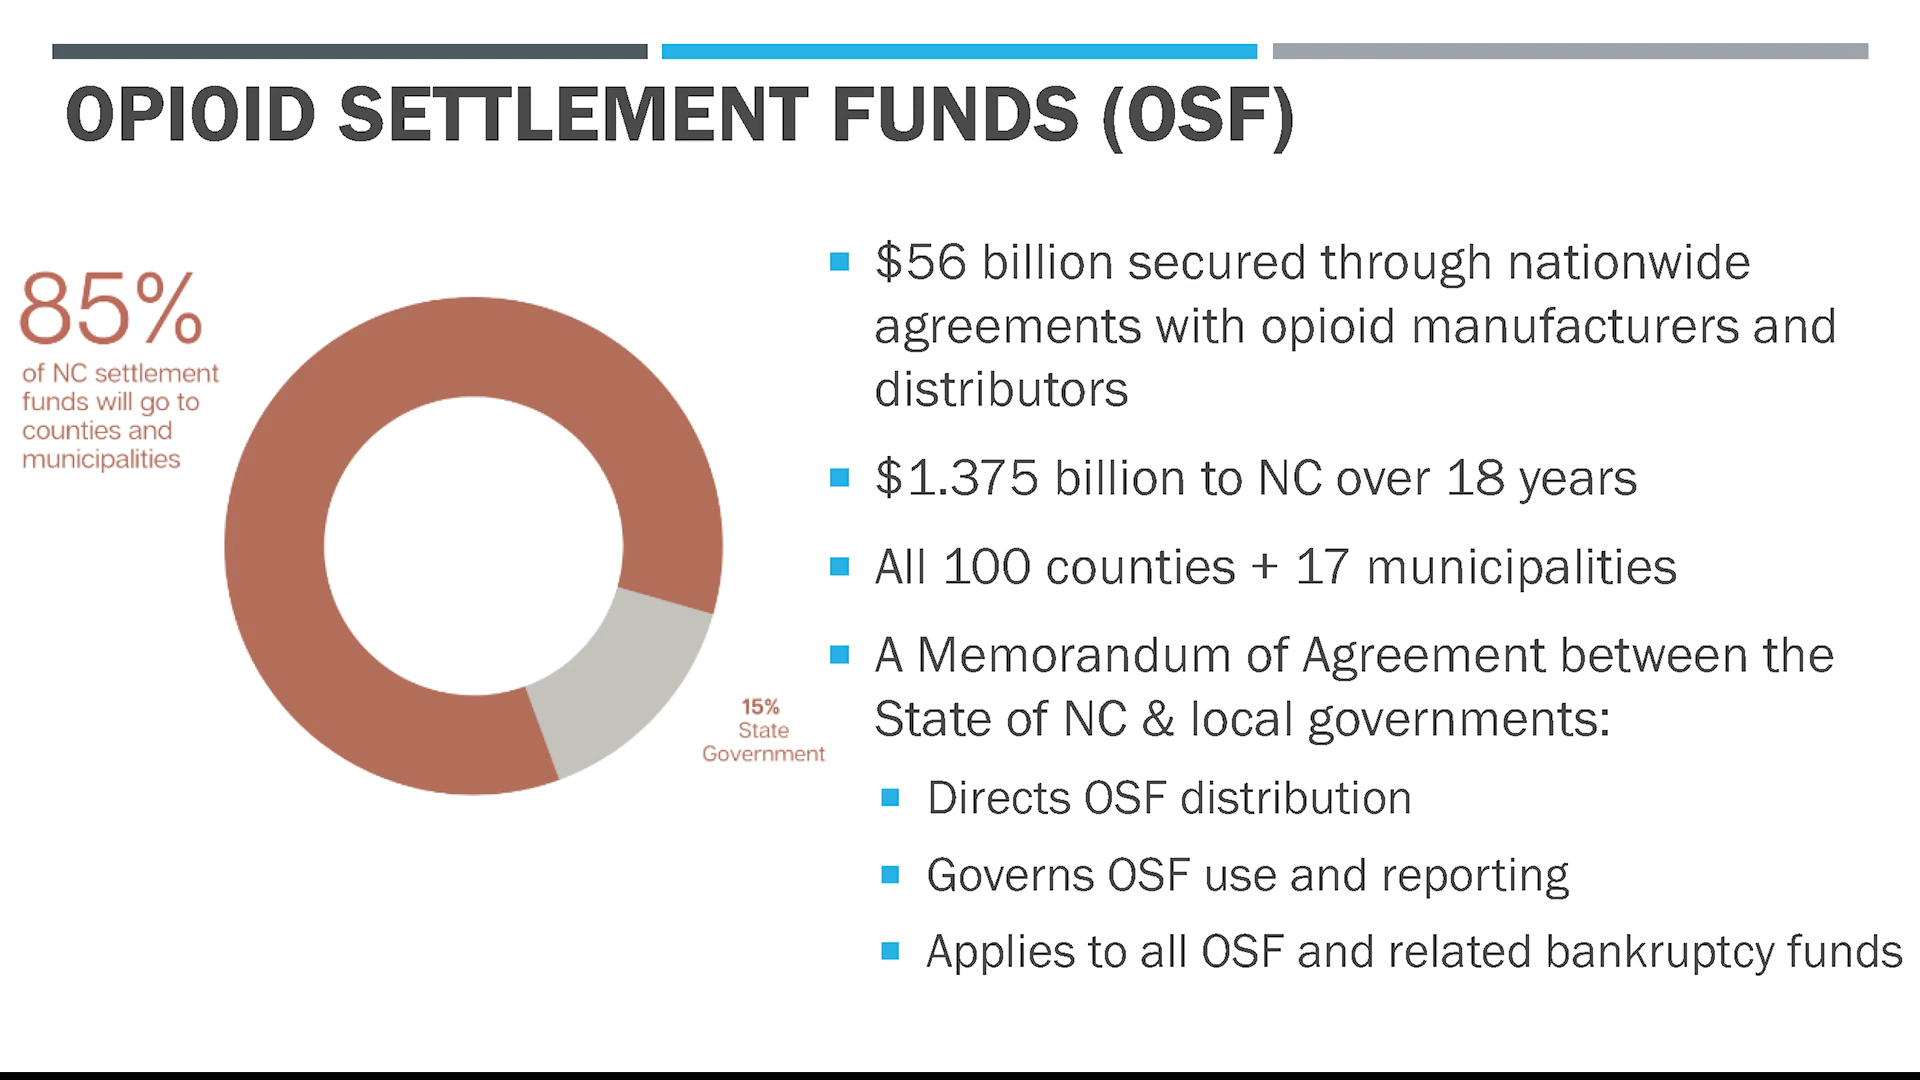 OPIOID SETTLEMENT FUNDS (OSF)
85%
of NC settlement
funds will go to
counties and
municipalities
15%
State
Government
$56 billion secured through nationwide
agreements with opioid manufacturers and
distributors
$1.375 billion to NC over 18 years
All 100 counties + 17 municipalities
A Memorandum of Agreement between the
State of NC & local governments:
Directs OSF distribution
Governs OSF use and reporting
Applies to all OSF and related bankruptcy funds